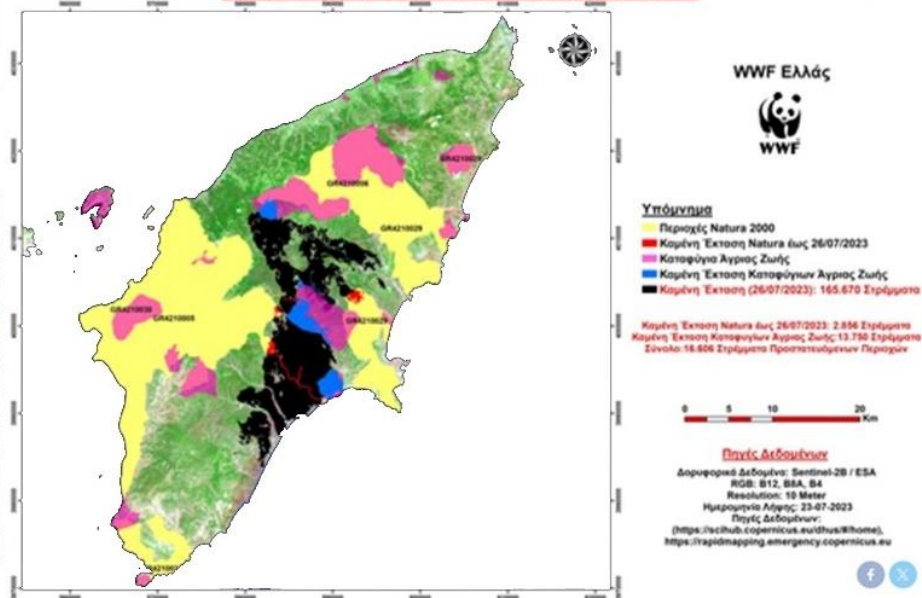 WWF Ελλάς
WWF
Υπόμνημα
Περιοχές Natura 2000
Καμένη Έκταση Natura έως 26/07/2023
Καταφύγια Άγριας Ζωής
Καμένη Έκταση Καταφύγιων Άγριας Ζωής
Καμένη Έκταση (26/07/2023): 165.670 Στρέμματα
Καμένη Έκταση Natura έως 26/07/2023: 2.856 Στρέμματα
Καμένη Έκταση Καταφυγίων Άγριας Ζωής:13.750 Στρέμματα
Σύνολο:16.606 Στρέμματα Προστατευόμενων Περιοχών
0 5 10 20
Km
Πηγές Δεδομένων
Δορυφορικά Δεδομένα: Sentinel-2B / ESA
RGB: B12, B8A, B4
Resolution: 10 Meter
Ημερομηνία Λήψης: 23-07-2023
Πηγές Δεδομένων:
(https://scihub.copernicus.eu/dhus/#/home),
https://rapidmapping.emergency.copernicus.eu
GR4210029
GR4210006
GR4210029
GR4210030
GR4210005
GR4210029